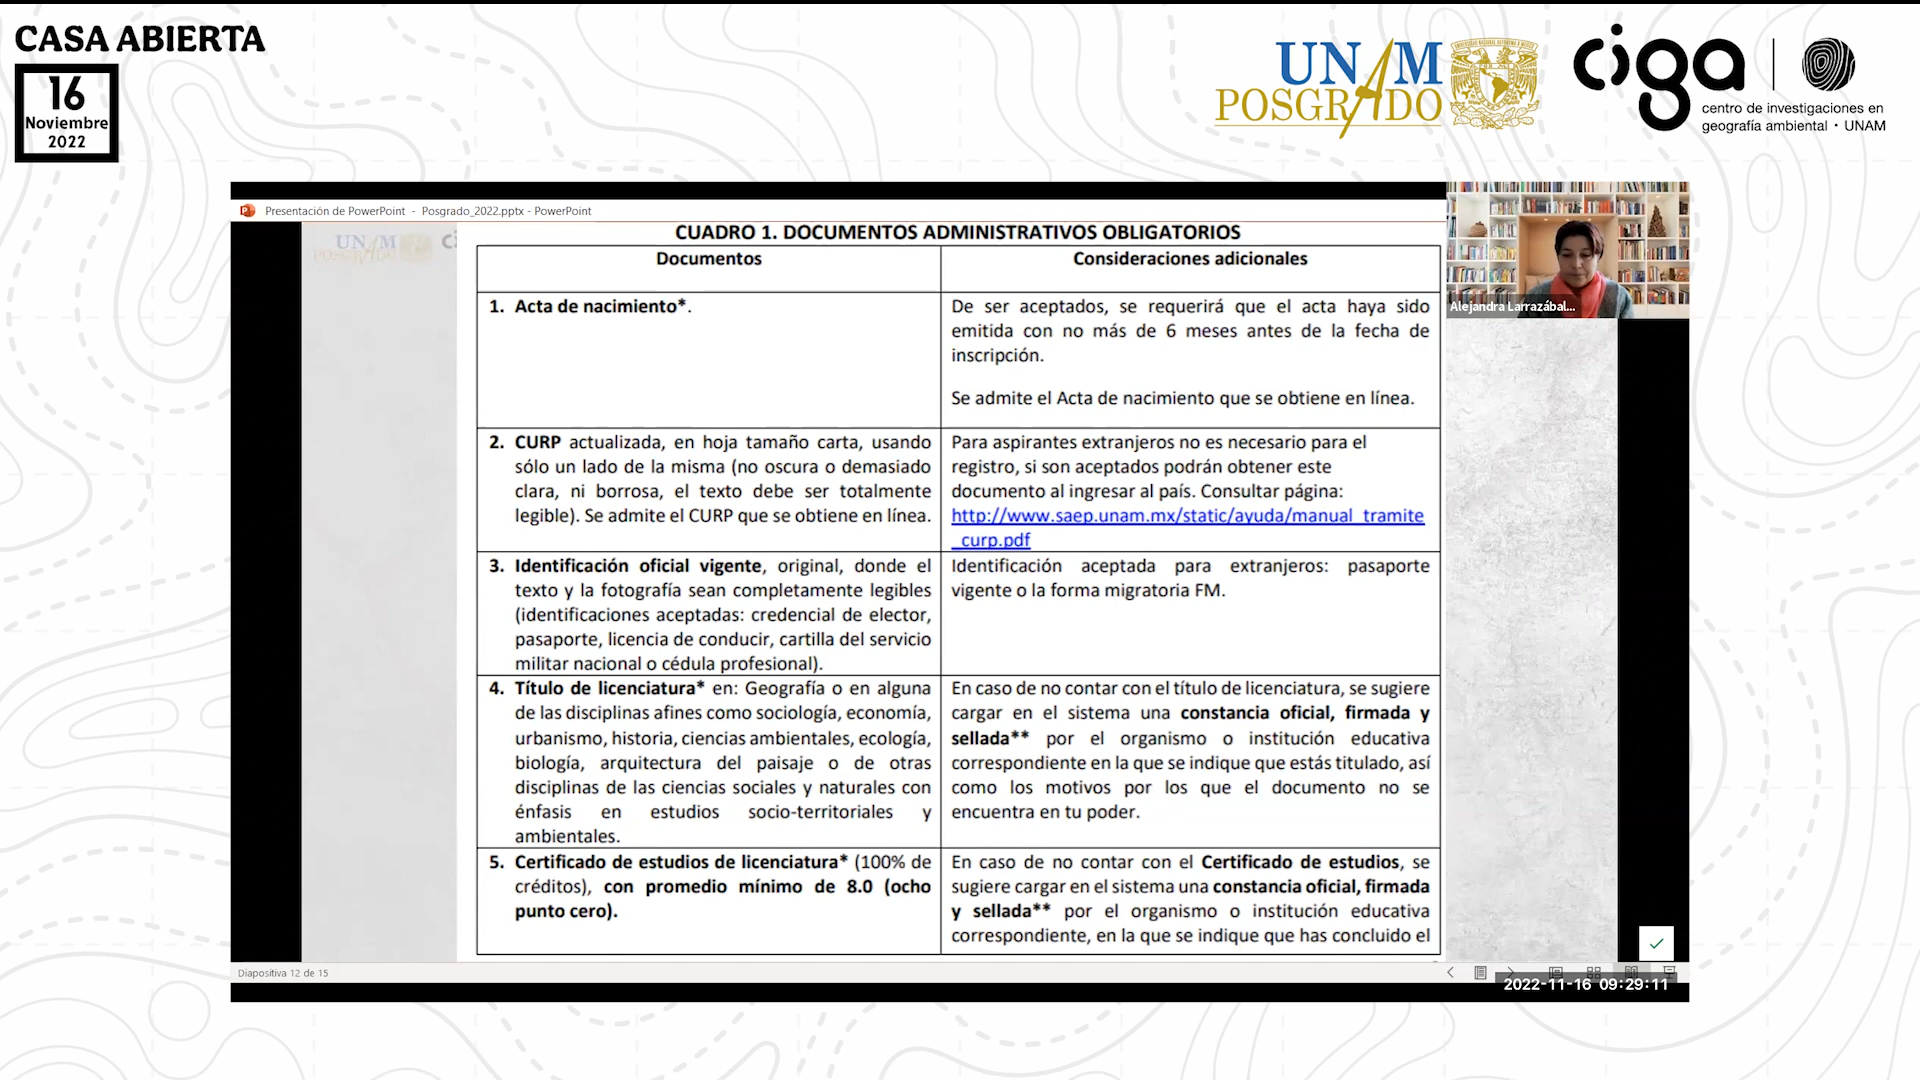 CASA ABIERTA
16
Noviembre
2022
UNAM
POSGRADO
ciga
centro de investigaciones en
geografía ambiental • UNAM
Presentación de PowerPoint - Posgrado_2022.pptx - PowerPoint
UNAM
POSGRADO
CUADRO 1. DOCUMENTOS ADMINISTRATIVOS OBLIGATORIOS
Documentos
Consideraciones adicionales
1. Acta de nacimiento*.
De ser aceptados, se requerirá que el acta haya sido
emitida con no más de 6 meses antes de la fecha de
inscripción.
Se admite el Acta de nacimiento que se obtiene en línea.
2. CURP actualizada, en hoja tamaño carta, usando
sólo un lado de la misma (no oscura o demasiado
clara, ni borrosa, el texto debe ser totalmente
legible). Se admite el CURP que se obtiene en línea.
Para aspirantes extranjeros no es necesario para el
registro, si son aceptados podrán obtener este
documento al ingresar al país. Consultar página:
http://www.saep.unam.mx/static/ayuda/manual_tramite
_curp.pdf
3. Identificación oficial vigente, original, donde el
texto y la fotografía sean completamente legibles
(identificaciones aceptadas: credencial de elector,
pasaporte, licencia de conducir, cartilla del servicio
militar nacional o cédula profesional).
Identificación aceptada para extranjeros: pasaporte
vigente o la forma migratoria FM.
4. Título de licenciatura* en: Geografía o en alguna
de las disciplinas afines como sociología, economía,
urbanismo, historia, ciencias ambientales, ecología,
biología, arquitectura del paisaje o de otras
disciplinas de las ciencias sociales y naturales con
énfasis en estudios socio-territoriales y
ambientales.
En caso de no contar con el título de licenciatura, se sugiere
cargar en el sistema una constancia oficial, firmada y
sellada** por el organismo o institución educativa
correspondiente en la que se indique que estás titulado, así
como los motivos por los que el documento no se
encuentra en tu poder.
5. Certificado de estudios de licenciatura* (100% de
créditos), con promedio mínimo de 8.0 (ocho
punto cero).
En caso de no contar con el Certificado de estudios, se
sugiere cargar en el sistema una constancia oficial, firmada
y sellada** por el organismo o institución educativa
correspondiente, en la que se indique que has concluido el
Alejandra Larrazábal...
Diapositiva 12 de 15
2022-11-16 09:29:11